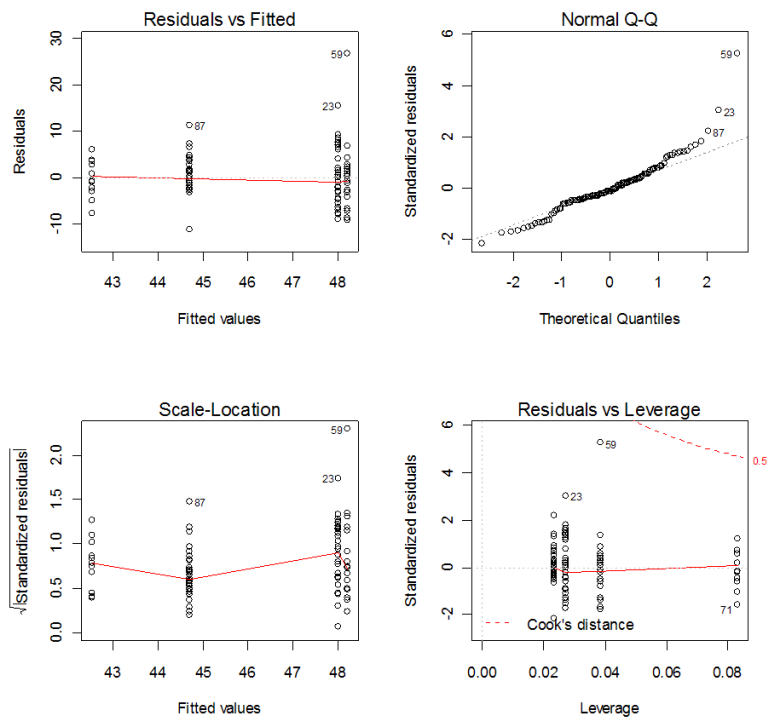 Residuals vs Fitted
Residuals
30
20
10
0
-10
59
23
87
43 44 45 46 47 48
Fitted values
Normal Q-Q
Standardized residuals
6
4
2
0
-2
59
23
87
-2 -1 0 1 2
Theoretical Quantiles
Scale-Location
√|Standardized residuals|
2.0
1.5
1.0
0.5
0.0
59
23
87
43 44 45 46 47 48
Fitted values
Residuals vs Leverage
Standardized residuals
6
4
2
0
-2
59
23
71
0.5
Cook's distance
0.00 0.02 0.04 0.06 0.08
Leverage